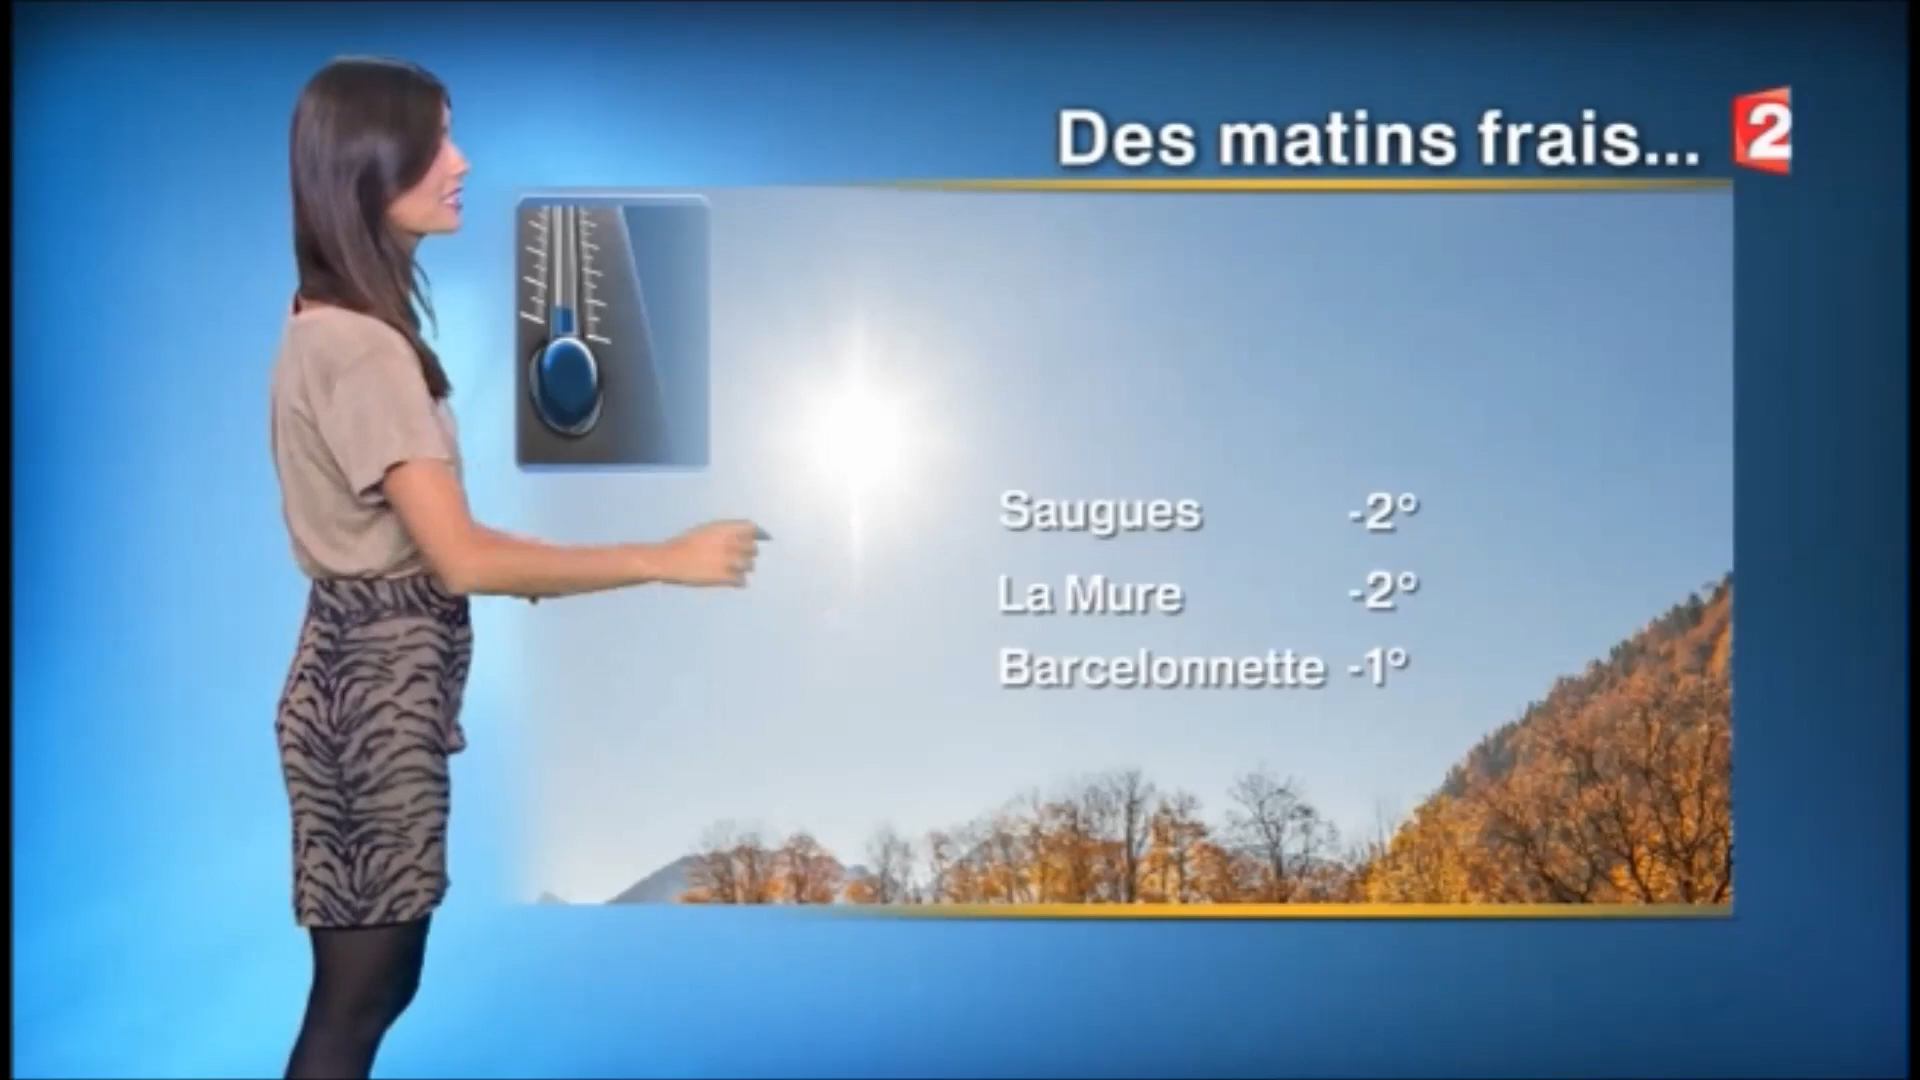 Des matins frais...
2
Saugues -2°
La Mure -2°
Barcelonnette -1°